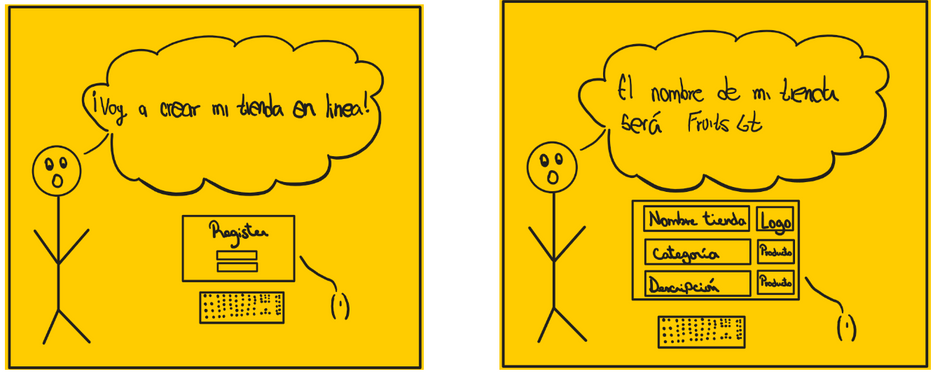 ¡Voy a crear mi tienda en linea!
Register
El nombre de mi tienda
será Fruits Gt
Nombre tienda
Logo
Categoría
Producto
Descripción
Producto